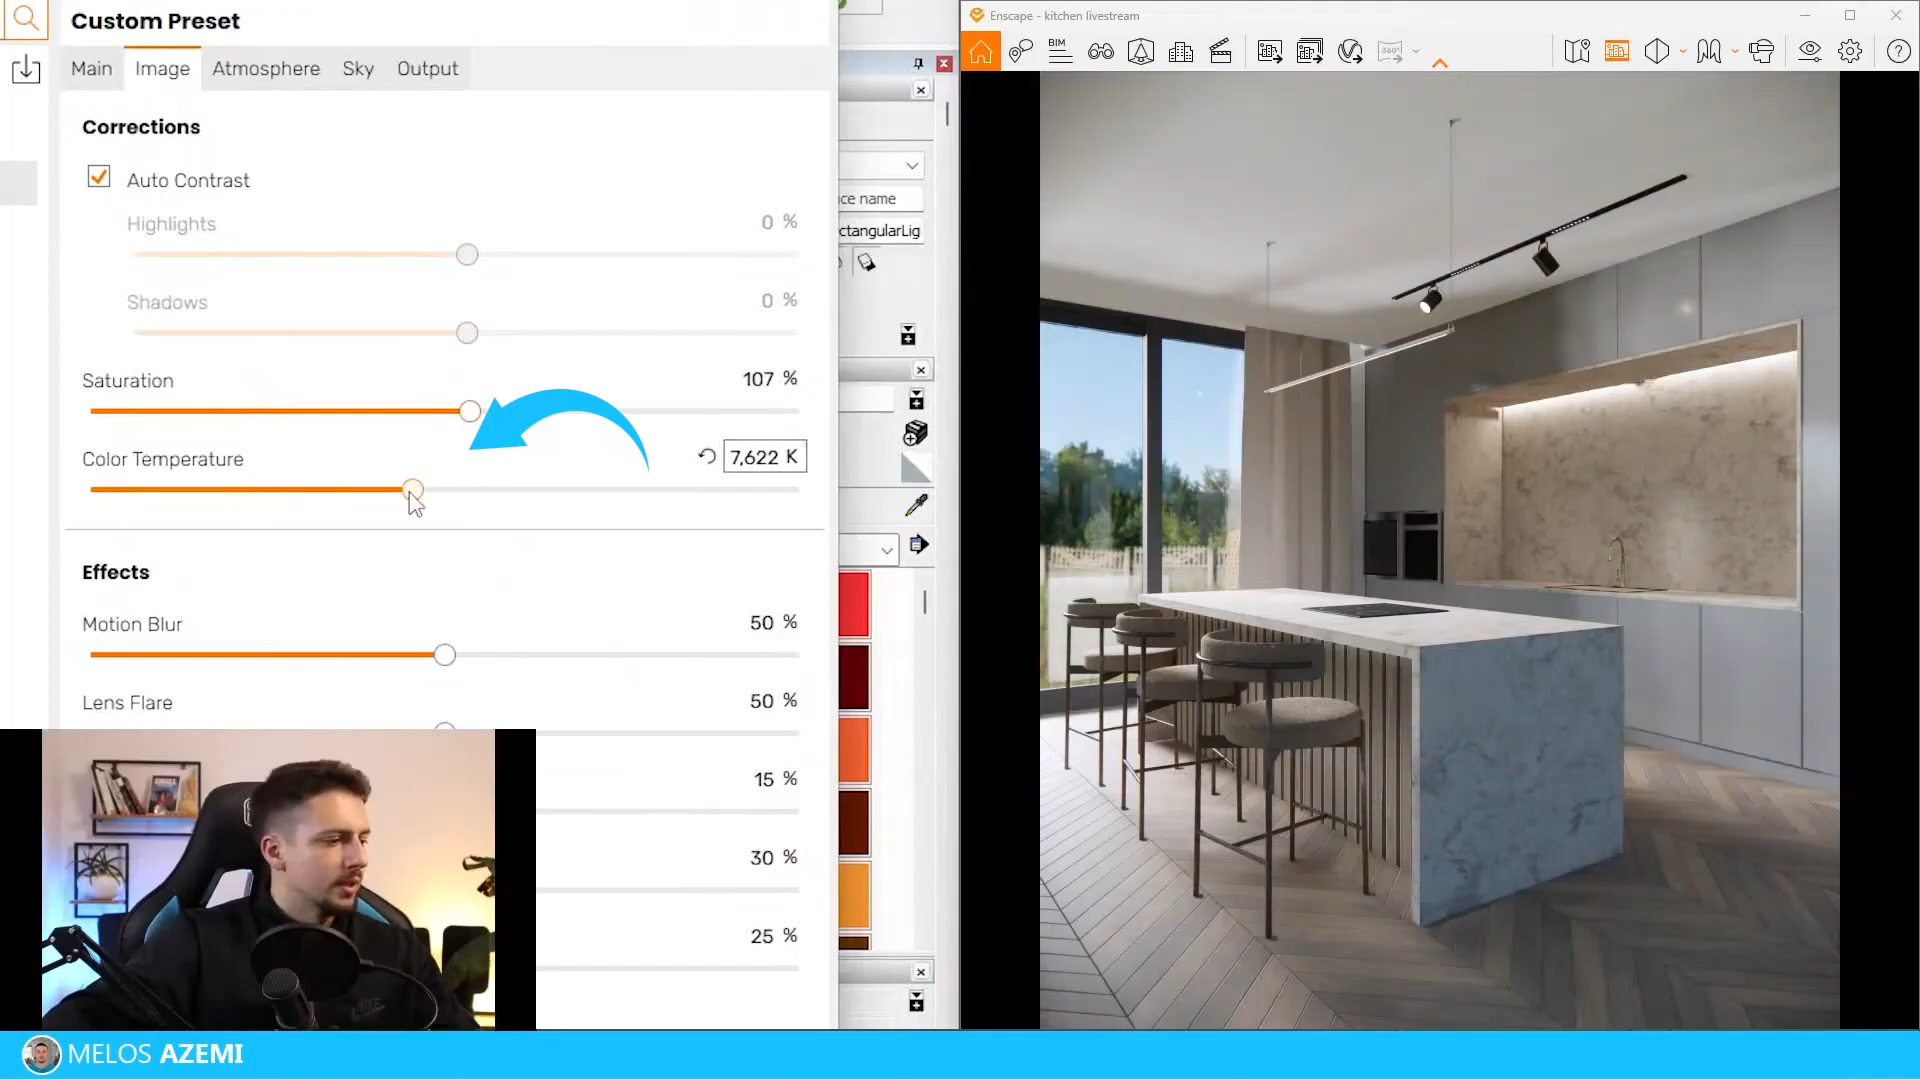 Custom Preset
Main Image Atmosphere Sky Output
Corrections
Auto Contrast
Highlights 0 %
Shadows 0 %
Saturation 107 %
Color Temperature 7,622 K
Effects
Motion Blur 50 %
Lens Flare 50 %
15 %
30 %
25 %
ce name
ctangularLig
Enscape - kitchen livestream
BIM
360°
MELOS AZEMI